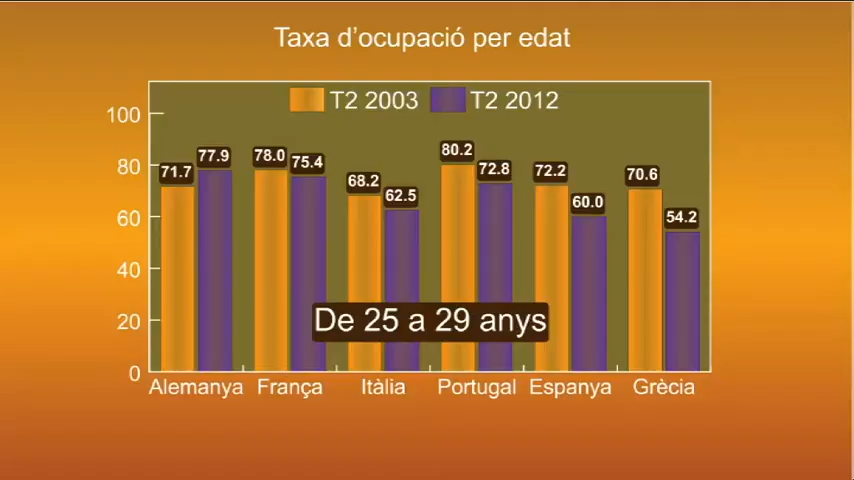 Taxa d’ocupació per edat
T2 2003 T2 2012
100
80
60
40
20
0
71.7 77.9 78.0 75.4 68.2 62.5 80.2 72.8 72.2 60.0 70.6 54.2
De 25 a 29 anys
Alemanya França Itàlia Portugal Espanya Grècia